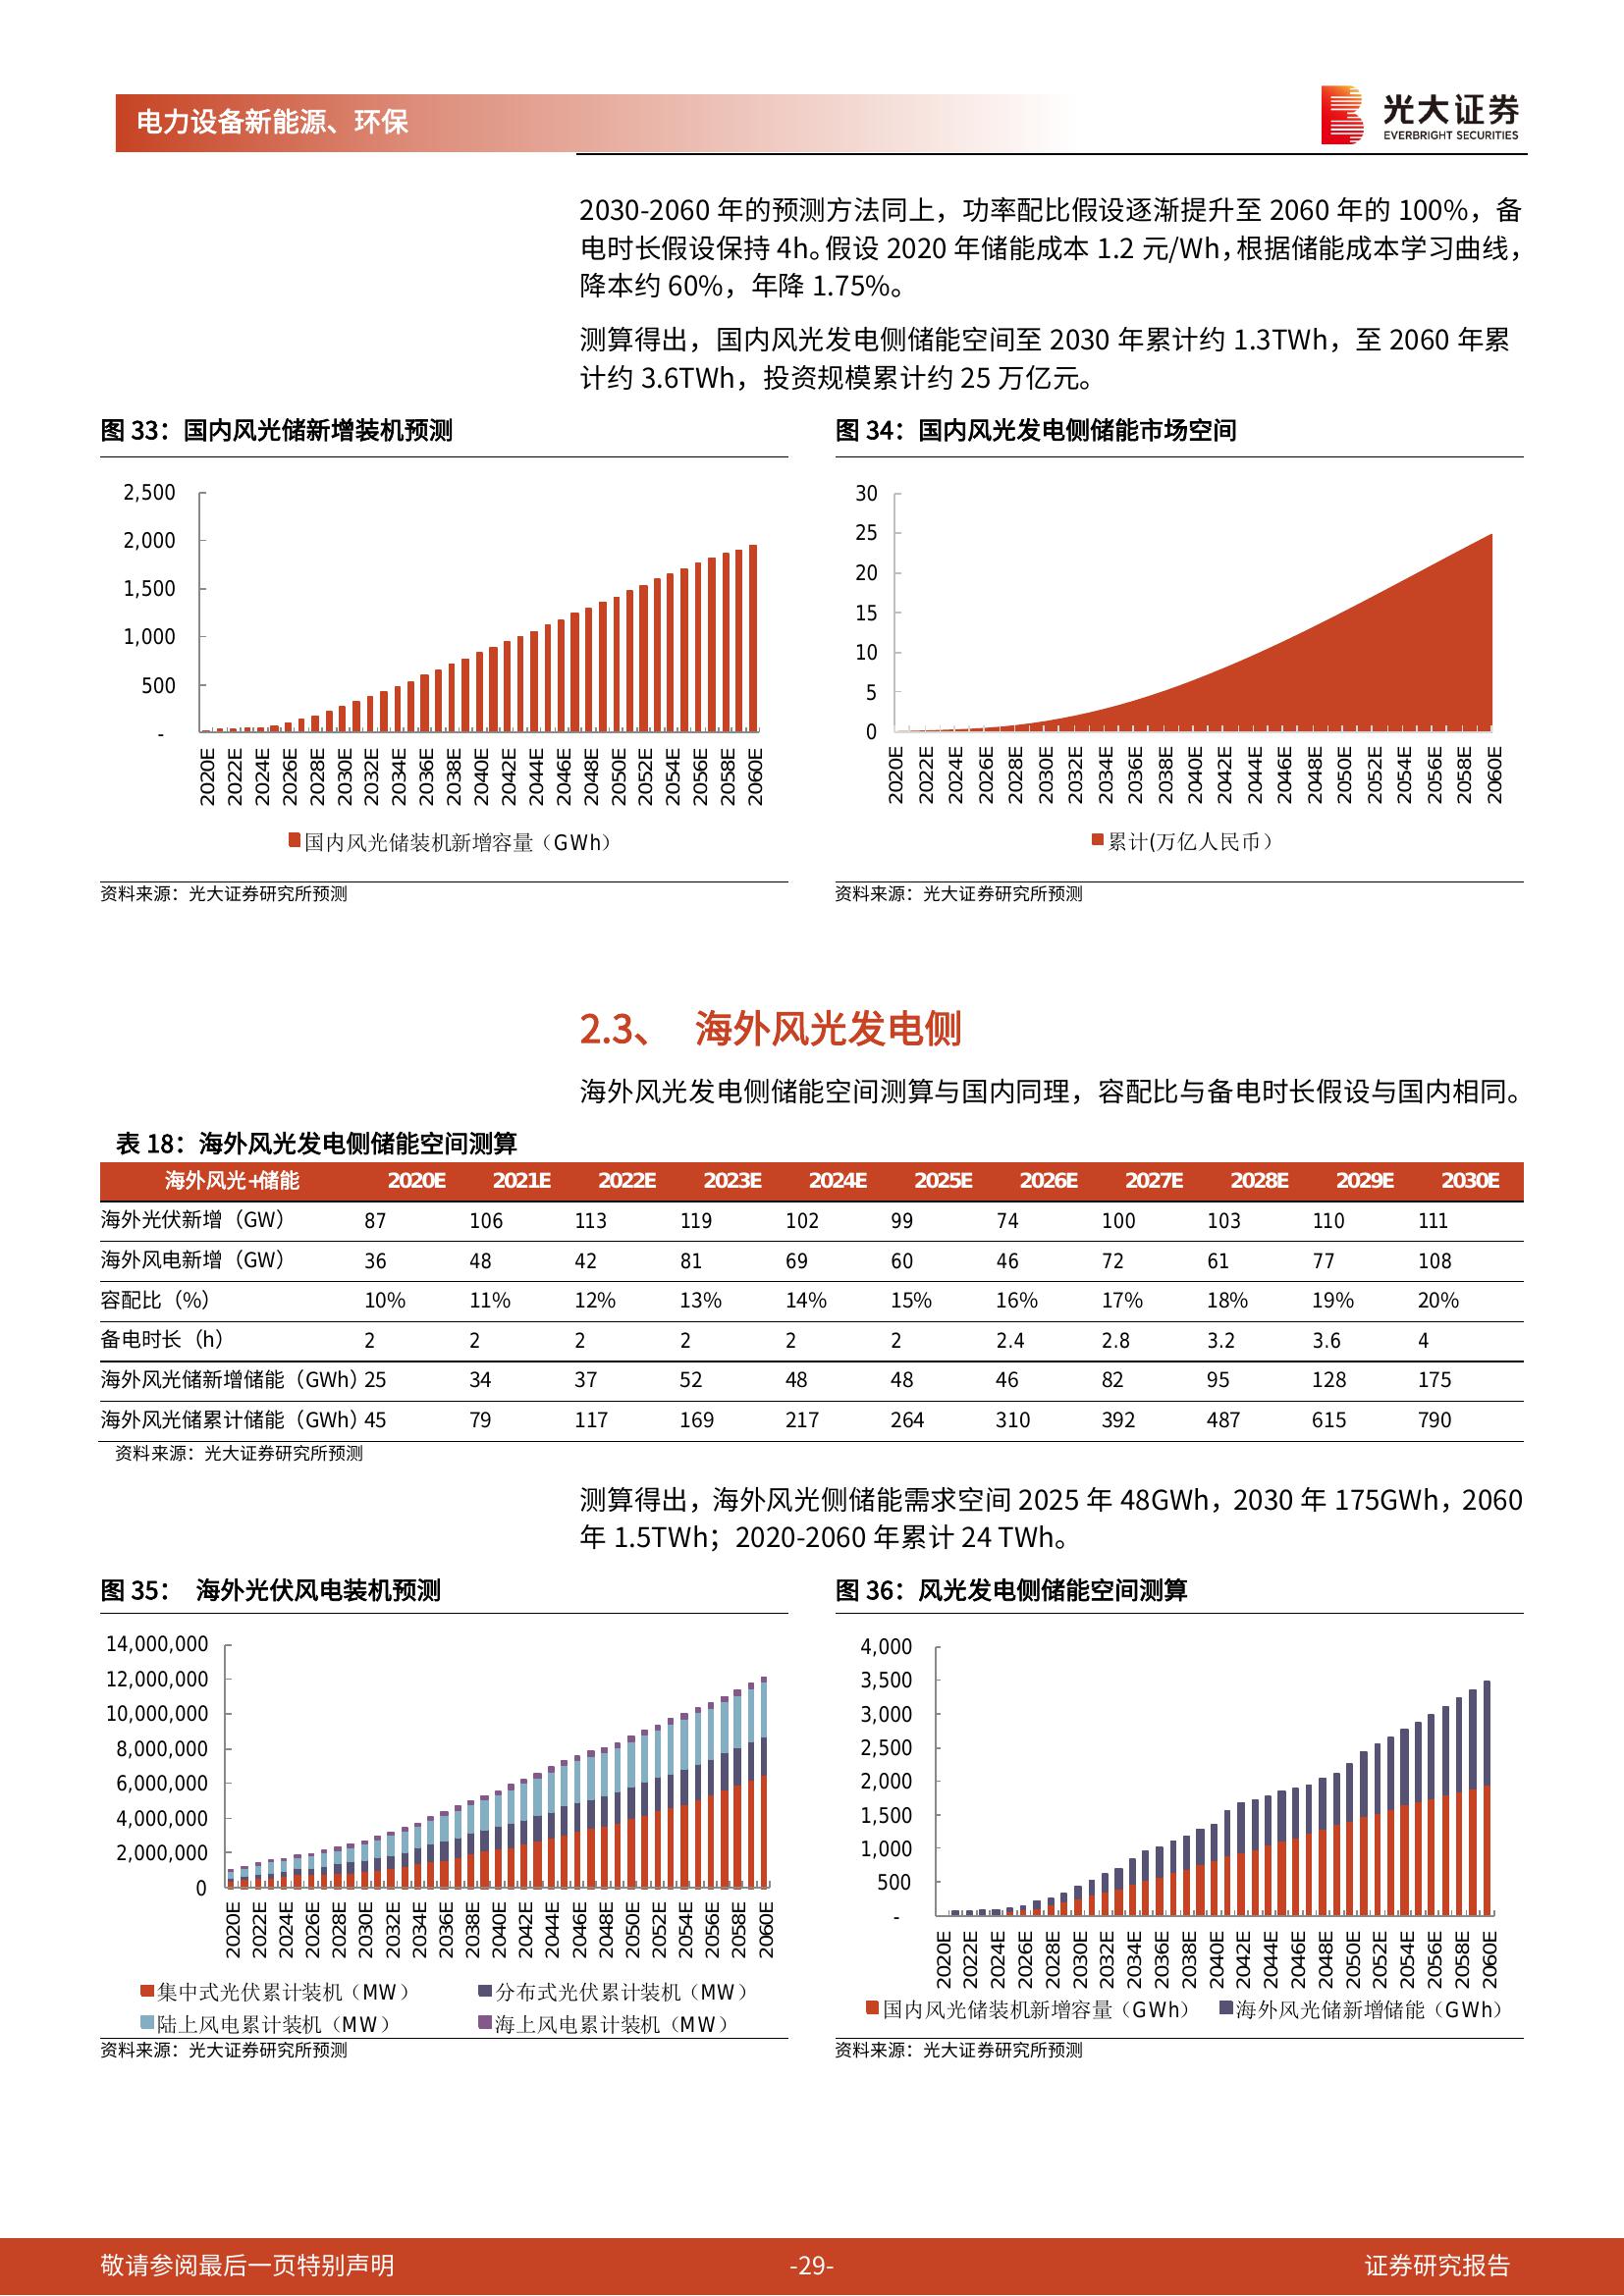 电力设备新能源、环保
光大证券
EVERBRIGHT SECURITIES
2030-2060 年的预测方法同上，功率配比假设逐渐提升至 2060 年的 100%，备
电时长假设保持 4h。假设 2020 年储能成本 1.2 元/Wh，根据储能成本学习曲线，
降本约 60%，年降 1.75%。
测算得出，国内风光发电侧储能空间至 2030 年累计约 1.3TWh，至 2060 年累
计约 3.6TWh，投资规模累计约 25 万亿元。
图 33：国内风光储新增装机预测
2,500
2,000
1,500
1,000
500
-
2020E 2022E 2024E 2026E 2028E 2030E 2032E 2034E 2036E 2038E 2040E 2042E 2044E 2046E 2048E 2050E 2052E 2054E 2056E 2058E 2060E
国内风光储装机新增容量（GWh）
资料来源：光大证券研究所预测
图 34：国内风光发电侧储能市场空间
30
25
20
15
10
5
0
2020E 2022E 2024E 2026E 2028E 2030E 2032E 2034E 2036E 2038E 2040E 2042E 2044E 2046E 2048E 2050E 2052E 2054E 2056E 2058E 2060E
累计(万亿人民币）
资料来源：光大证券研究所预测
2.3、 海外风光发电侧
海外风光发电侧储能空间测算与国内同理，容配比与备电时长假设与国内相同。
表 18：海外风光发电侧储能空间测算
海外风光+储能 2020E 2021E 2022E 2023E 2024E 2025E 2026E 2027E 2028E 2029E 2030E
海外光伏新增（GW） 87 106 113 119 102 99 74 100 103 110 111
海外风电新增（GW） 36 48 42 81 69 60 46 72 61 77 108
容配比（%） 10% 11% 12% 13% 14% 15% 16% 17% 18% 19% 20%
备电时长（h） 2 2 2 2 2 2 2.4 2.8 3.2 3.6 4
海外风光储新增储能（GWh） 25 34 37 52 48 48 46 82 95 128 175
海外风光储累计储能（GWh） 45 79 117 169 217 264 310 392 487 615 790
资料来源：光大证券研究所预测
测算得出，海外风光侧储能需求空间 2025 年 48GWh，2030 年 175GWh，2060
年 1.5TWh；2020-2060 年累计 24 TWh。
图 35： 海外光伏风电装机预测
14,000,000
12,000,000
10,000,000
8,000,000
6,000,000
4,000,000
2,000,000
0
2020E 2022E 2024E 2026E 2028E 2030E 2032E 2034E 2036E 2038E 2040E 2042E 2044E 2046E 2048E 2050E 2052E 2054E 2056E 2058E 2060E
集中式光伏累计装机（MW） 分布式光伏累计装机（MW）
陆上风电累计装机（MW） 海上风电累计装机（MW）
资料来源：光大证券研究所预测
图 36：风光发电侧储能空间测算
4,000
3,500
3,000
2,500
2,000
1,500
1,000
500
-
2020E 2022E 2024E 2026E 2028E 2030E 2032E 2034E 2036E 2038E 2040E 2042E 2044E 2046E 2048E 2050E 2052E 2054E 2056E 2058E 2060E
国内风光储装机新增容量（GWh） 海外风光储新增储能（GWh）
资料来源：光大证券研究所预测
敬请参阅最后一页特别声明 -29- 证券研究报告